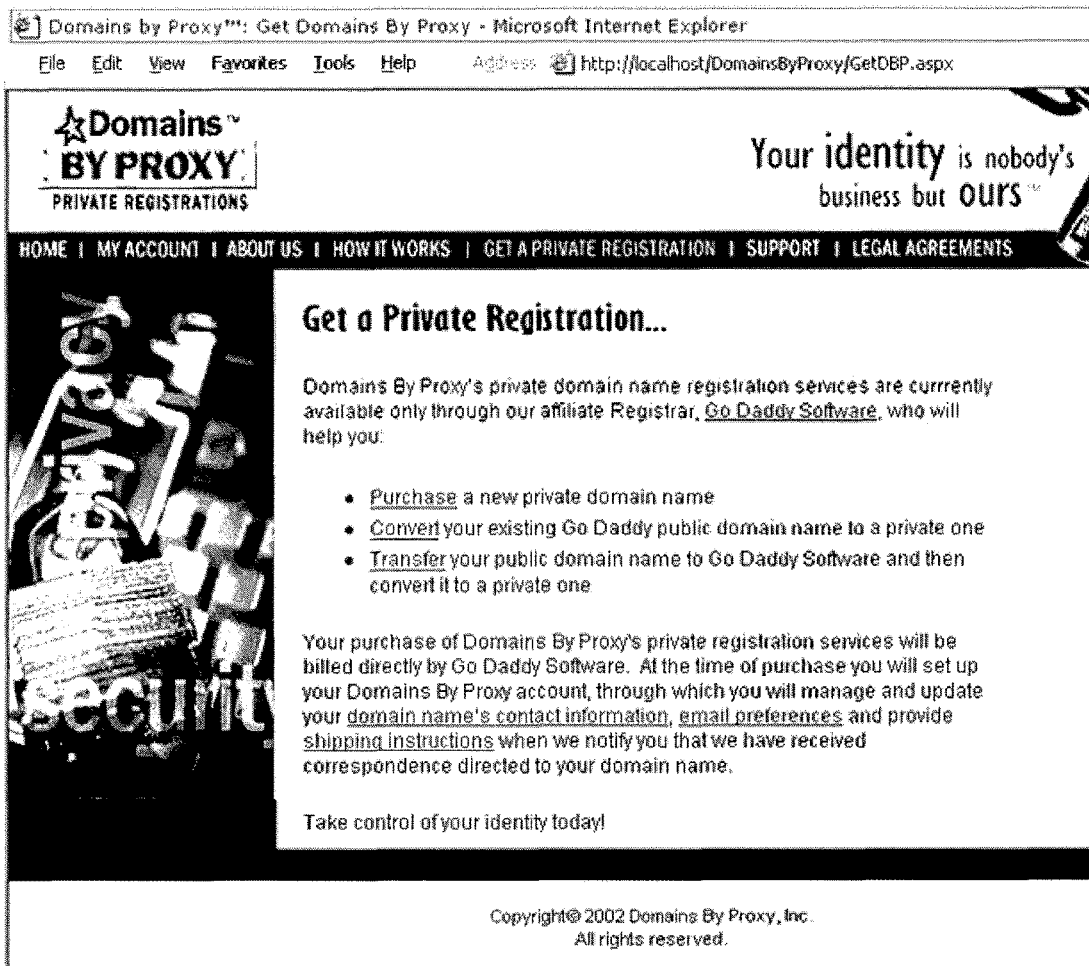 Domains by Proxy™: Get Domains By Proxy - Microsoft Internet Explorer
File Edit View Favorites Tools Help Address http://localhost/DomainsByProxy/GetDBP.aspx
Domains™
BY PROXY
PRIVATE REGISTRATIONS
Your identity is nobody's
business but ours™
HOME | MY ACCOUNT | ABOUT US | HOW IT WORKS | GET A PRIVATE REGISTRATION | SUPPORT | LEGAL AGREEMENTS
privacy
security
Get a Private Registration...
Domains By Proxy's private domain name registration services are currrently
available only through our affiliate Registrar, Go Daddy Software, who will
help you:
• Purchase a new private domain name
• Convert your existing Go Daddy public domain name to a private one
• Transfer your public domain name to Go Daddy Software and then
convert it to a private one
Your purchase of Domains By Proxy's private registration services will be
billed directly by Go Daddy Software. At the time of purchase you will set up
your Domains By Proxy account, through which you will manage and update
your domain name's contact information, email preferences and provide
shipping instructions when we notify you that we have received
correspondence directed to your domain name.
Take control of your identity today!
Copyright© 2002 Domains By Proxy, Inc.
All rights reserved.